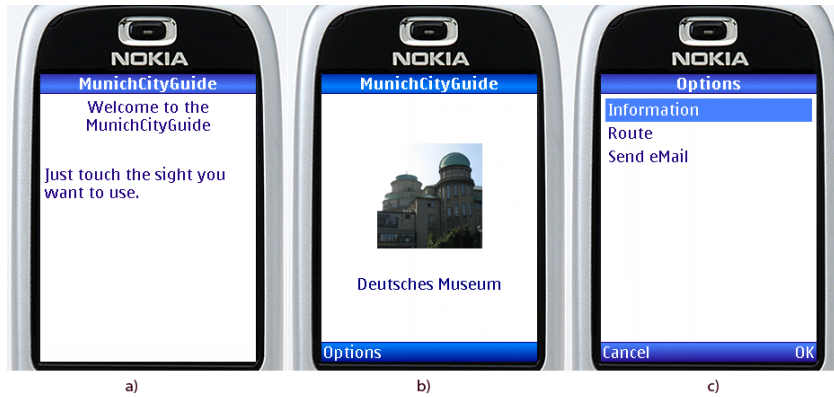 NOKIA
MunichCityGuide
Welcome to the
MunichCityGuide
Just touch the sight you
want to use.
a)
NOKIA
MunichCityGuide
Deutsches Museum
Options
b)
NOKIA
Options
Information
Route
Send eMail
Cancel OK
c)